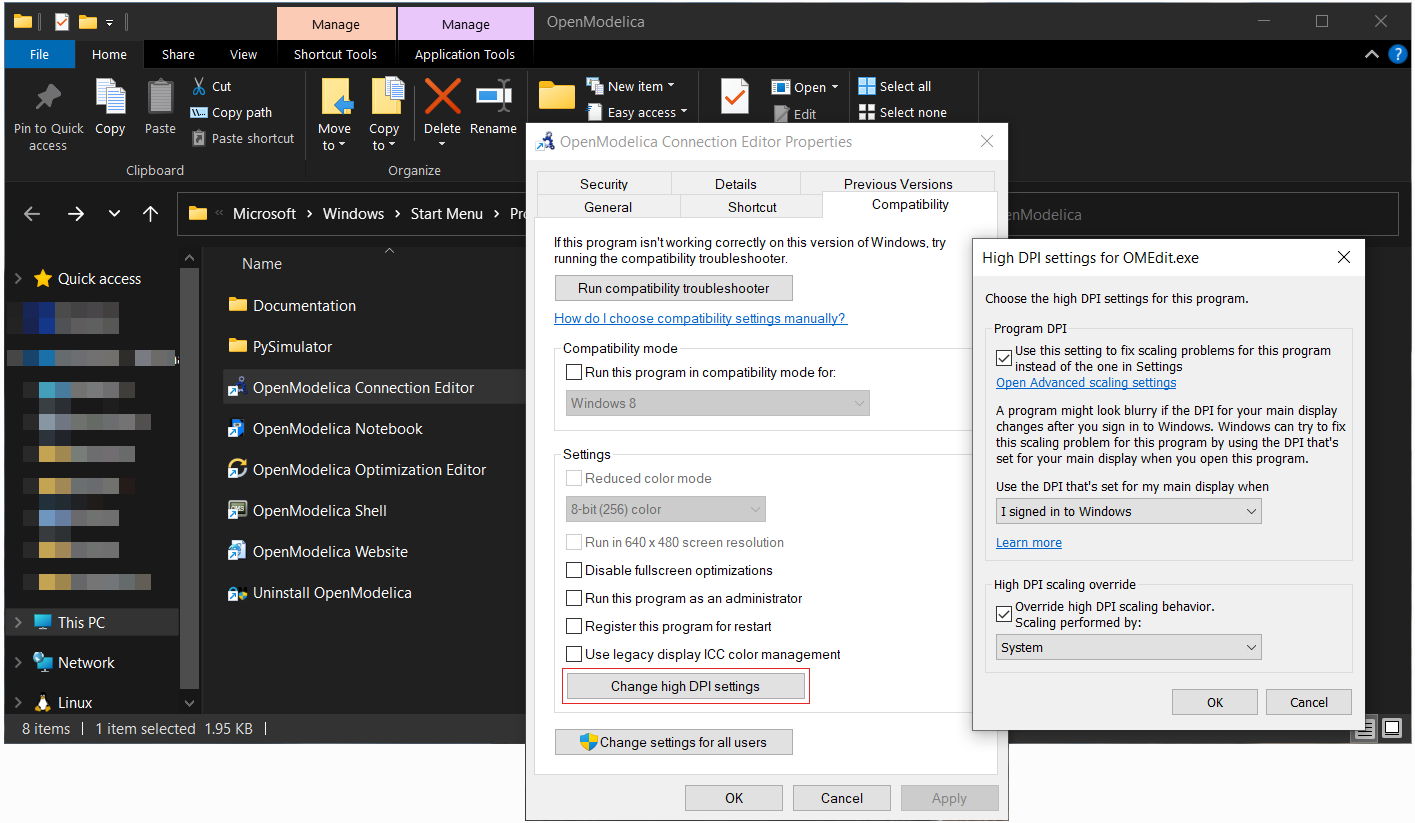 Manage
Manage
OpenModelica
File
Home
Share
View
Shortcut Tools
Application Tools
?
Pin to Quick access
Copy
Paste
Cut
Copy path
Paste shortcut
Clipboard
Move to
Copy to
Delete
Rename
Organize
New item
Easy access
Open
Edit
Select all
Select none
« Microsoft › Windows › Start Menu ›
Name
Quick access
Documentation
PySimulator
OpenModelica Connection Editor
OpenModelica Notebook
OpenModelica Optimization Editor
OpenModelica Shell
OpenModelica Website
Uninstall OpenModelica
This PC
Network
Linux
8 items
1 item selected 1.95 KB
OpenModelica Connection Editor Properties
Security
Details
Previous Versions
General
Shortcut
Compatibility
If this program isn't working correctly on this version of Windows, try
running the compatibility troubleshooter.
Run compatibility troubleshooter
How do I choose compatibility settings manually?
Compatibility mode
Run this program in compatibility mode for:
Windows 8
Settings
Reduced color mode
8-bit (256) color
Run in 640 x 480 screen resolution
Disable fullscreen optimizations
Run this program as an administrator
Register this program for restart
Use legacy display ICC color management
Change high DPI settings
Change settings for all users
OK
Cancel
Apply
High DPI settings for OMEdit.exe
Choose the high DPI settings for this program.
Program DPI
Use this setting to fix scaling problems for this program
instead of the one in Settings
Open Advanced scaling settings
A program might look blurry if the DPI for your main display
changes after you sign in to Windows. Windows can try to fix
this scaling problem for this program by using the DPI that's
set for your main display when you open this program.
Use the DPI that's set for my main display when
I signed in to Windows
Learn more
High DPI scaling override
Override high DPI scaling behavior.
Scaling performed by:
System
OK
Cancel